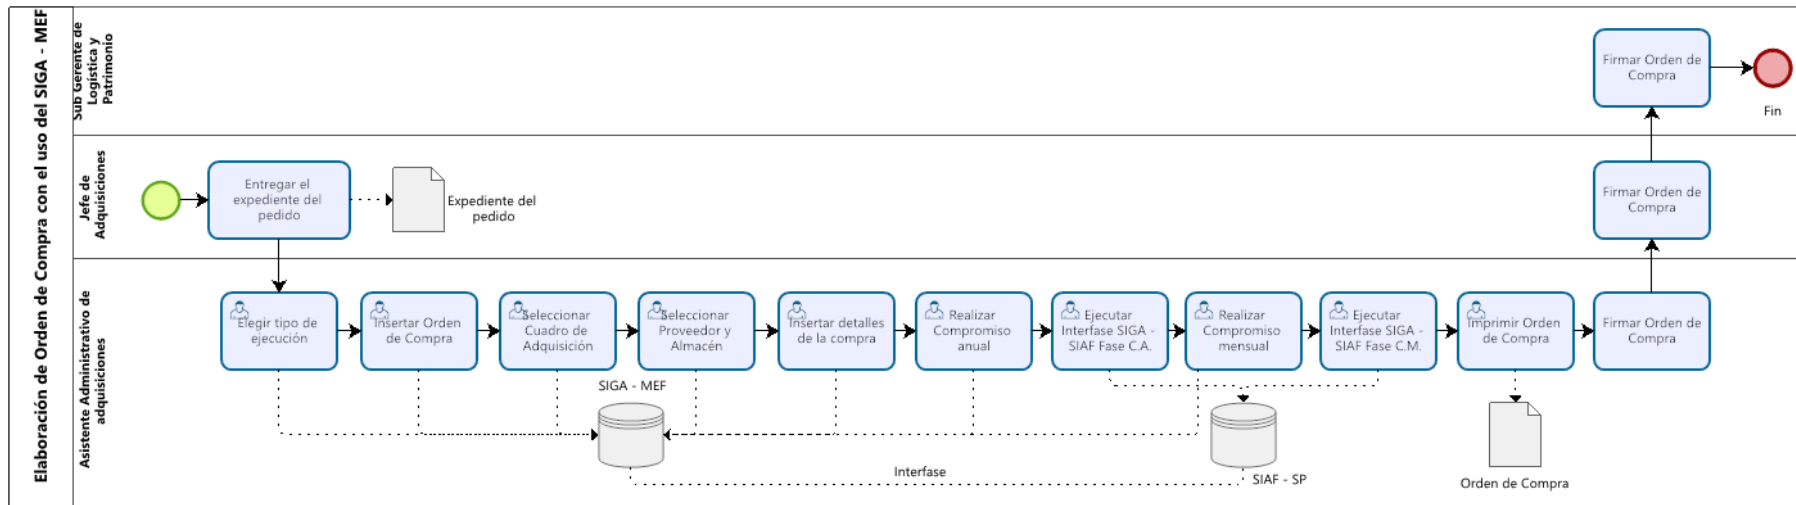 Elaboración de Orden de Compra con el uso del SIGA - MEF
Sub Gerente de
Logística y
Patrimonio
Firmar Orden de
Compra
Fin
Jefe de
Adquisiciones
Entregar el
expediente del
pedido
Expediente del
pedido
Firmar Orden de
Compra
Asistente Administrativo de
adquisiciones
Elegir tipo de
ejecución
Insertar Orden
de Compra
Seleccionar
Cuadro de
Adquisición
Seleccionar
Proveedor y
Almacén
Insertar detalles
de la compra
Realizar
Compromiso
anual
Ejecutar
Interfase SIGA -
SIAF Fase C.A.
Realizar
Compromiso
mensual
Ejecutar
Interfase SIGA -
SIAF Fase C.M.
Imprimir Orden
de Compra
Firmar Orden de
Compra
SIGA - MEF
Interfase
SIAF - SP
Orden de Compra